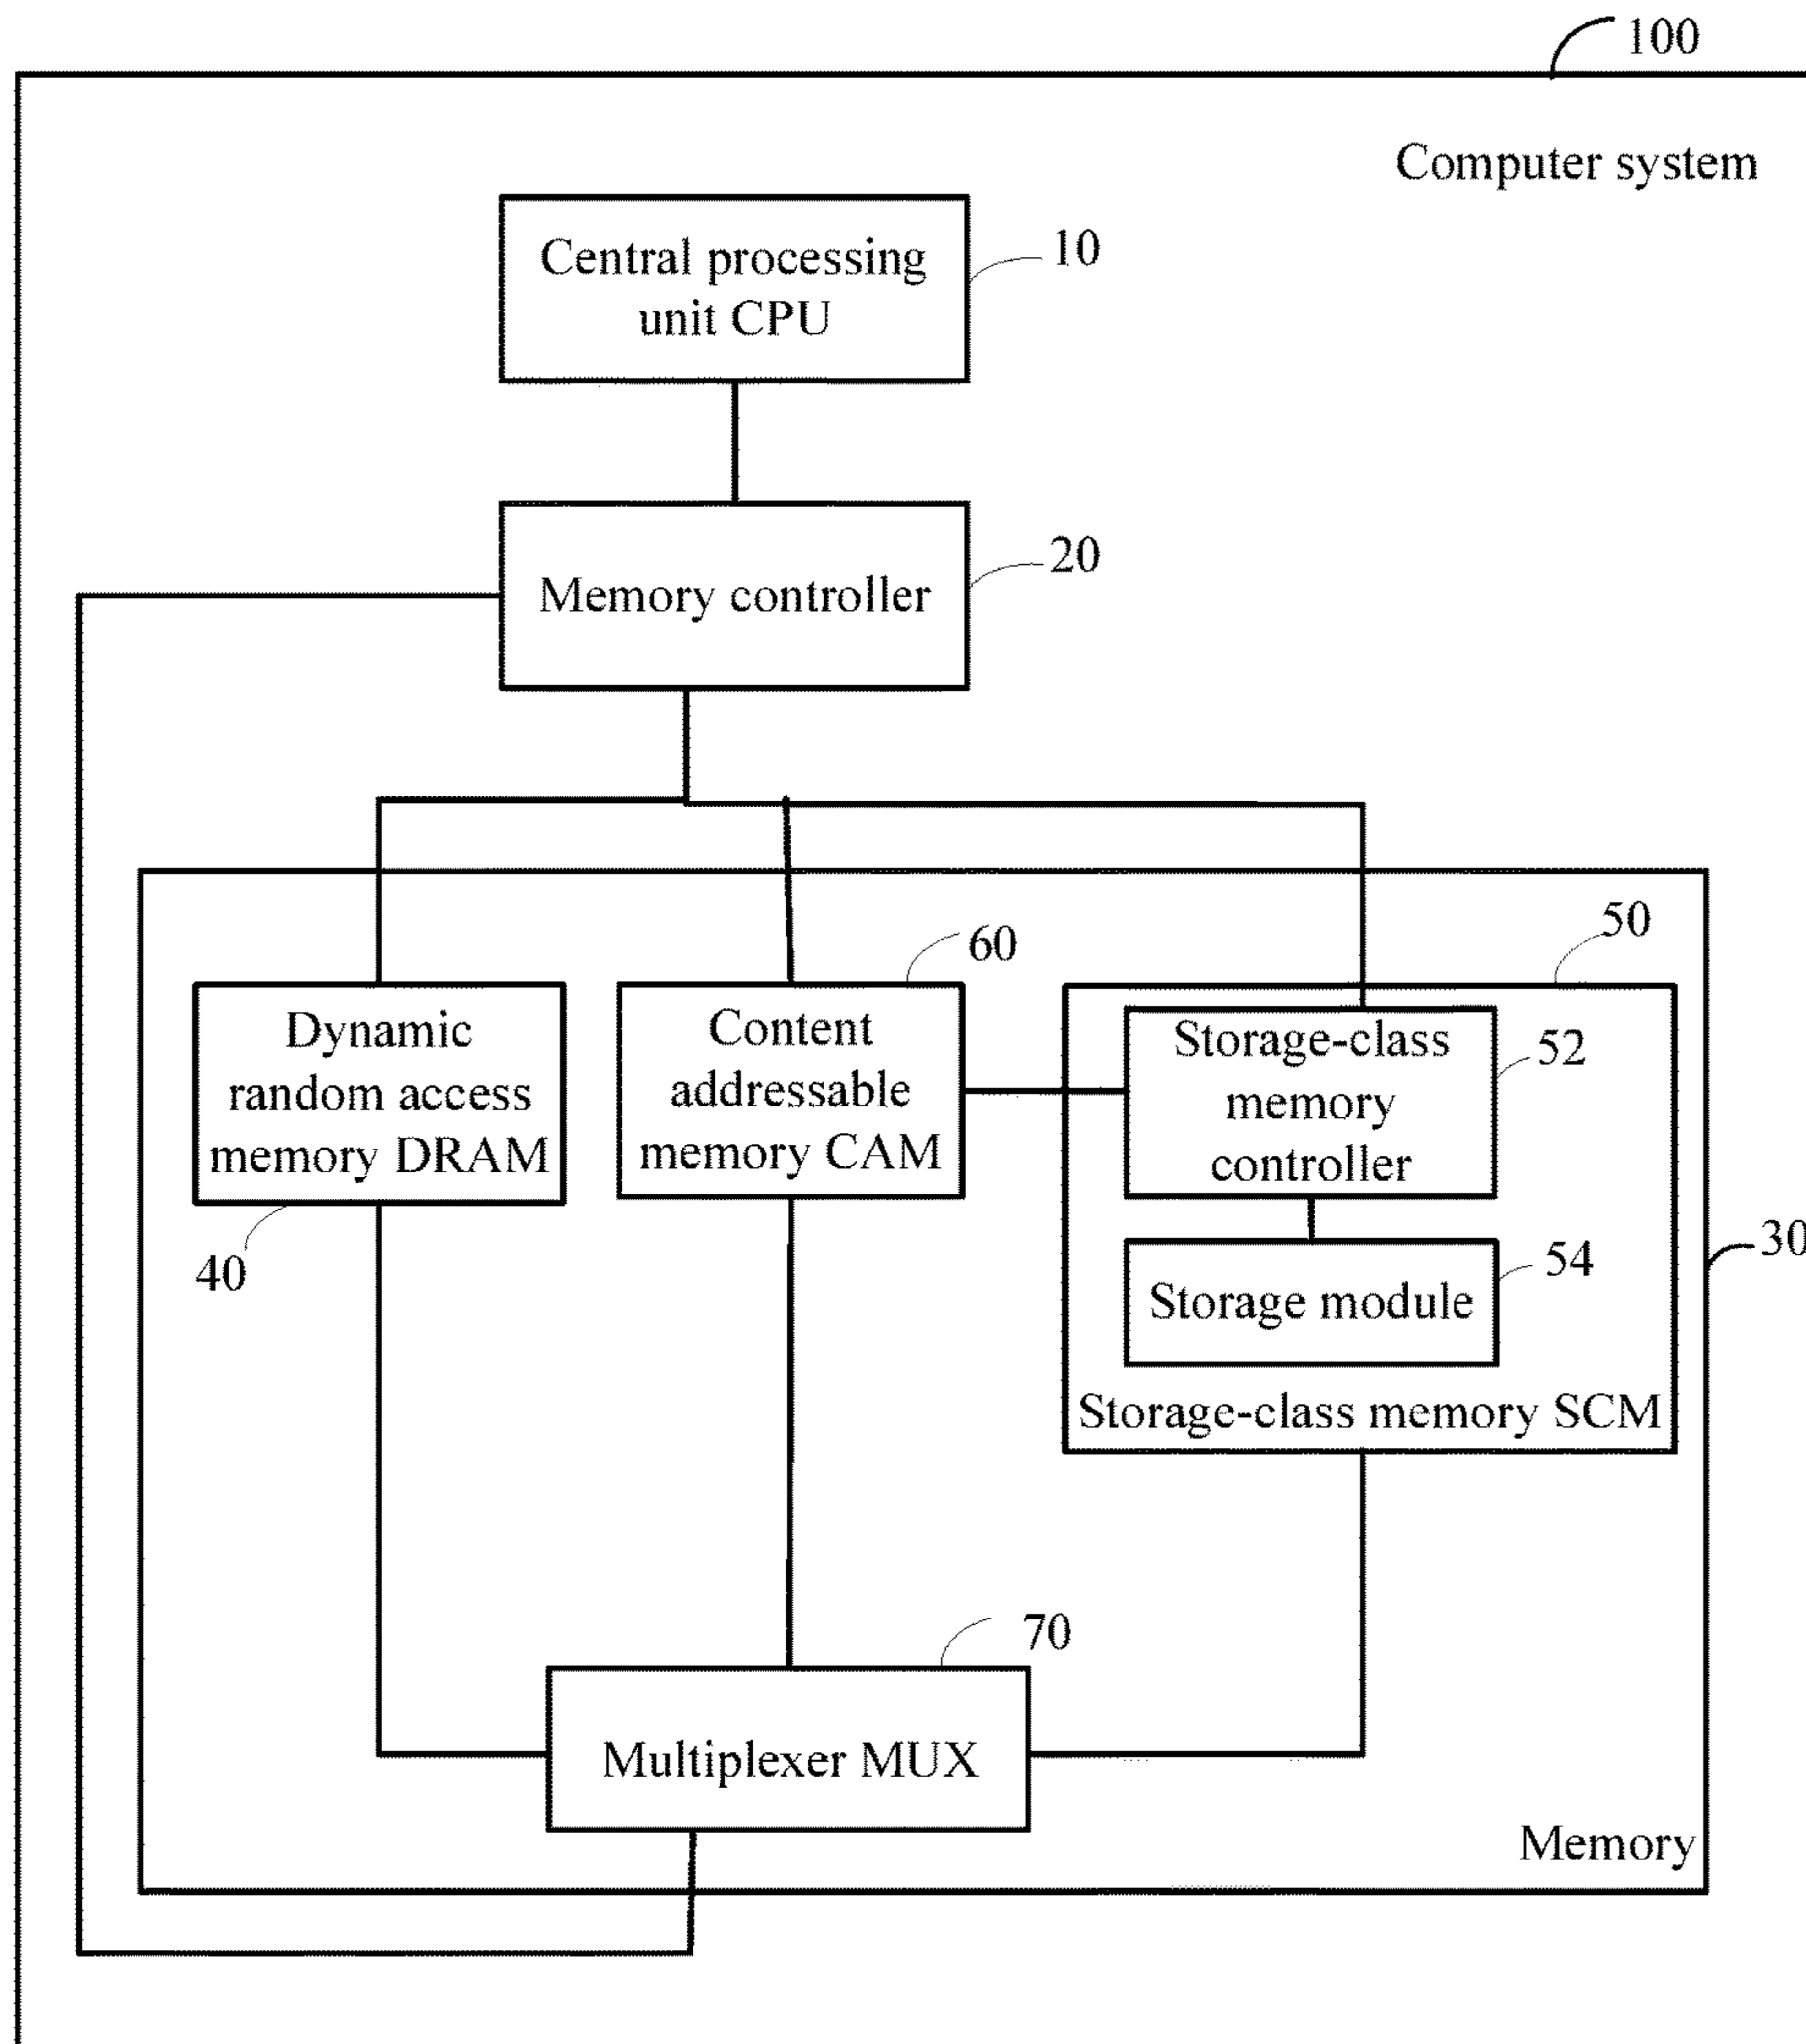 100
Computer system
Central processing
unit CPU
10
Memory controller
20
60
50
Dynamic
random access
memory DRAM
40
Content
addressable
memory CAM
Storage-class
memory
controller
52
30
Storage module
54
Storage-class memory SCM
70
Multiplexer MUX
Memory